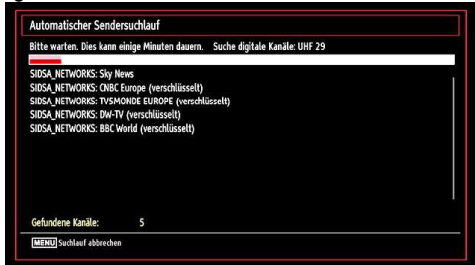 Automatischer Sendersuchlauf
Bitte warten. Dies kann einige Minuten dauern. Suche digitale Kanäle: UHF 29
SIDSA_NETWORKS: Sky News
SIDSA_NETWORKS: CNBC Europe (verschlüsselt)
SIDSA_NETWORKS: TV5MONDE EUROPE (verschlüsselt)
SIDSA_NETWORKS: DW-TV (verschlüsselt)
SIDSA_NETWORKS: BBC World (verschlüsselt)
Gefundene Kanäle: 5
MENU Suchlauf abbrechen